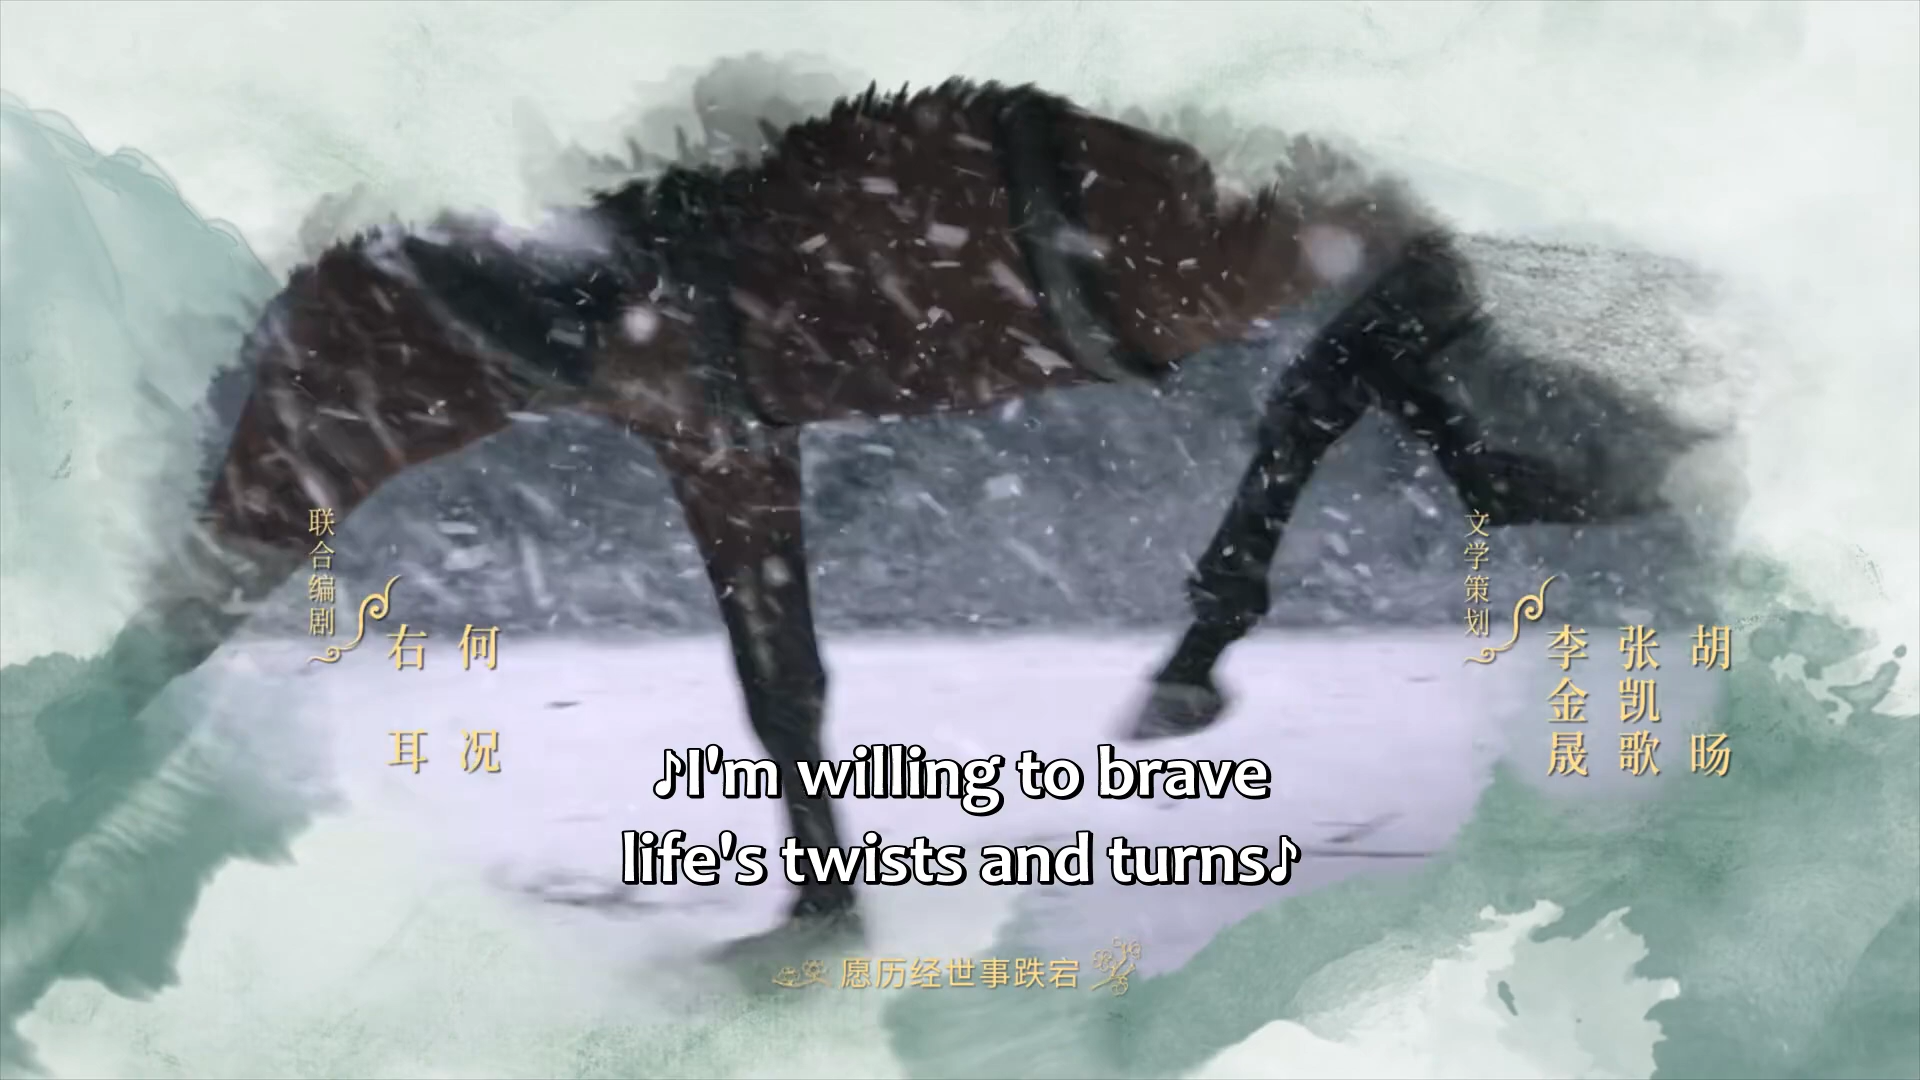 联合编剧
右耳
何况
文学策划
李金晟
张凯歌
胡旸
♪I'm willing to brave
life's twists and turns♪
愿历经世事跌宕